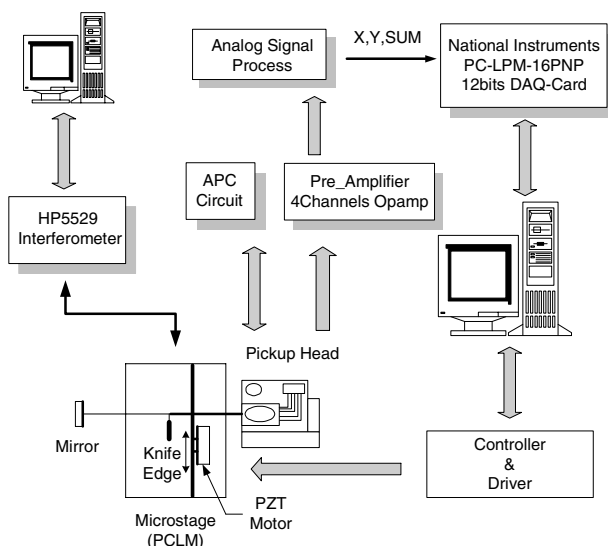 Analog Signal
Process
X,Y,SUM
National Instruments
PC-LPM-16PNP
12bits DAQ-Card
APC
Circuit
Pre_Amplifier
4Channels Opamp
HP5529
Interferometer
Pickup Head
Mirror
Knife
Edge
PZT
Motor
Microstage
(PCLM)
Controller
&
Driver